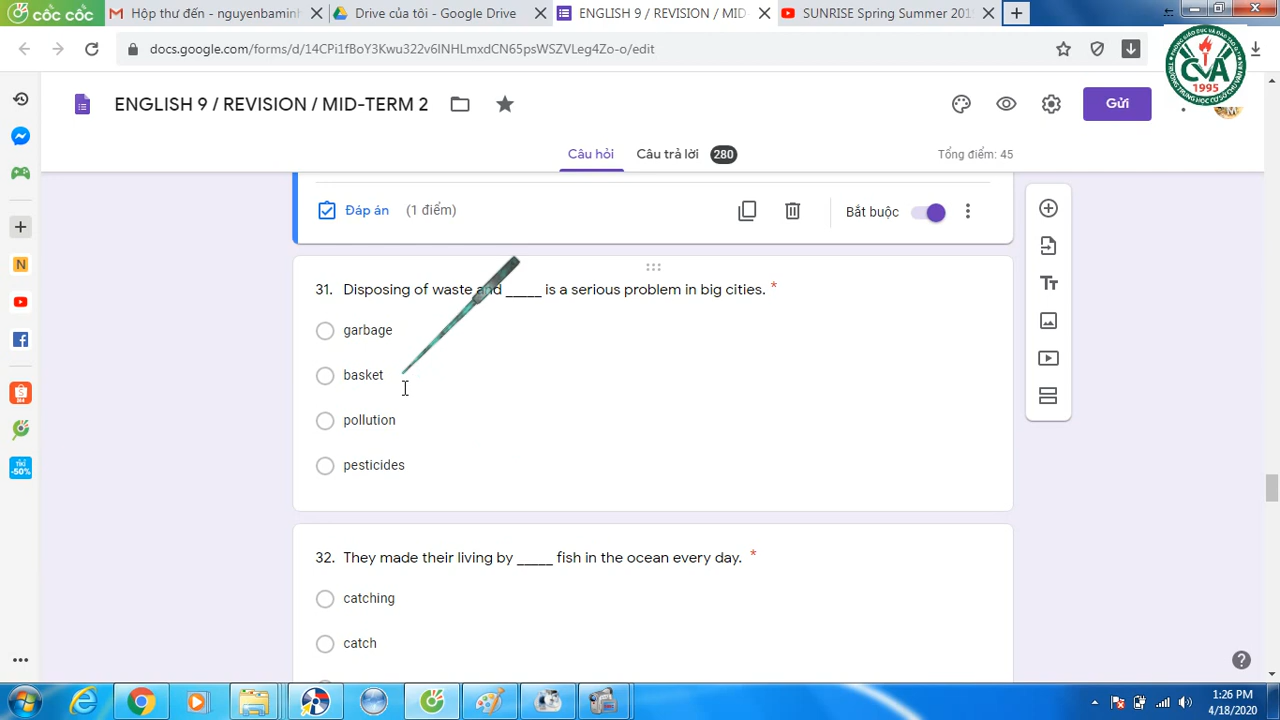 cốc cốc
Hộp thư đến - nguyenbaminh
Drive của tôi - Google Drive
ENGLISH 9 / REVISION / MID
SUNRISE Spring Summer 201
docs.google.com/forms/d/
/edit
ENGLISH 9 / REVISION / MID-TERM 2
Gửi
CVA
1995
Câu hỏi
Câu trả lời 280
Tổng điểm: 45
Đáp án (1 điểm)
Bắt buộc
31. Disposing of waste and _____ is a serious problem in big cities. *
garbage
basket
pollution
pesticides
32. They made their living by _____ fish in the ocean every day. *
catching
catch
N
TIKI
-50%
1:26 PM
4/18/2020